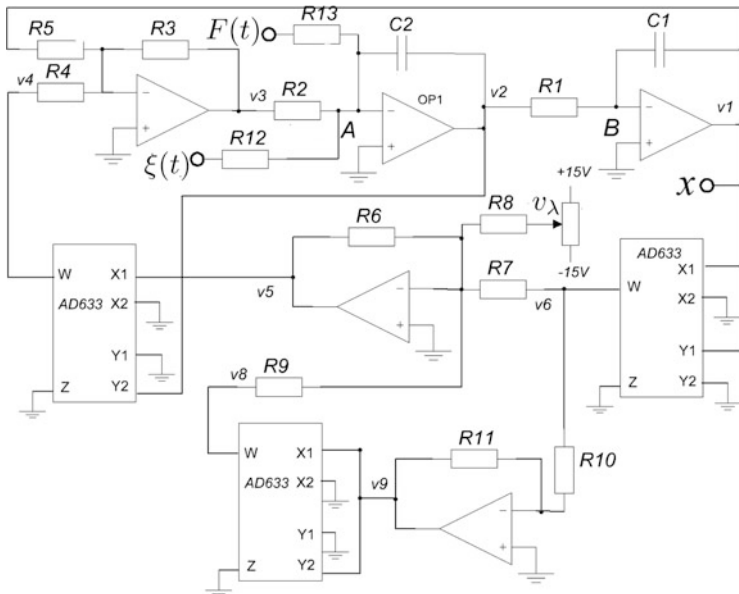 R5
R3
F(t)
R13
C2
C1
v4
R4
−
+
v3
R2
A
−
+
OP1
v2
R1
B
−
+
v1
ξ(t)
R12
x
+15V
R8
vλ
-15V
R6
R7
v5
−
+
v6
W
X1
X2
AD633
Y1
Z
Y2
AD633
X1
W
X2
Y1
Z
Y2
v8
R9
W
X1
AD633
X2
Y1
Z
Y2
v9
R11
R10
−
+